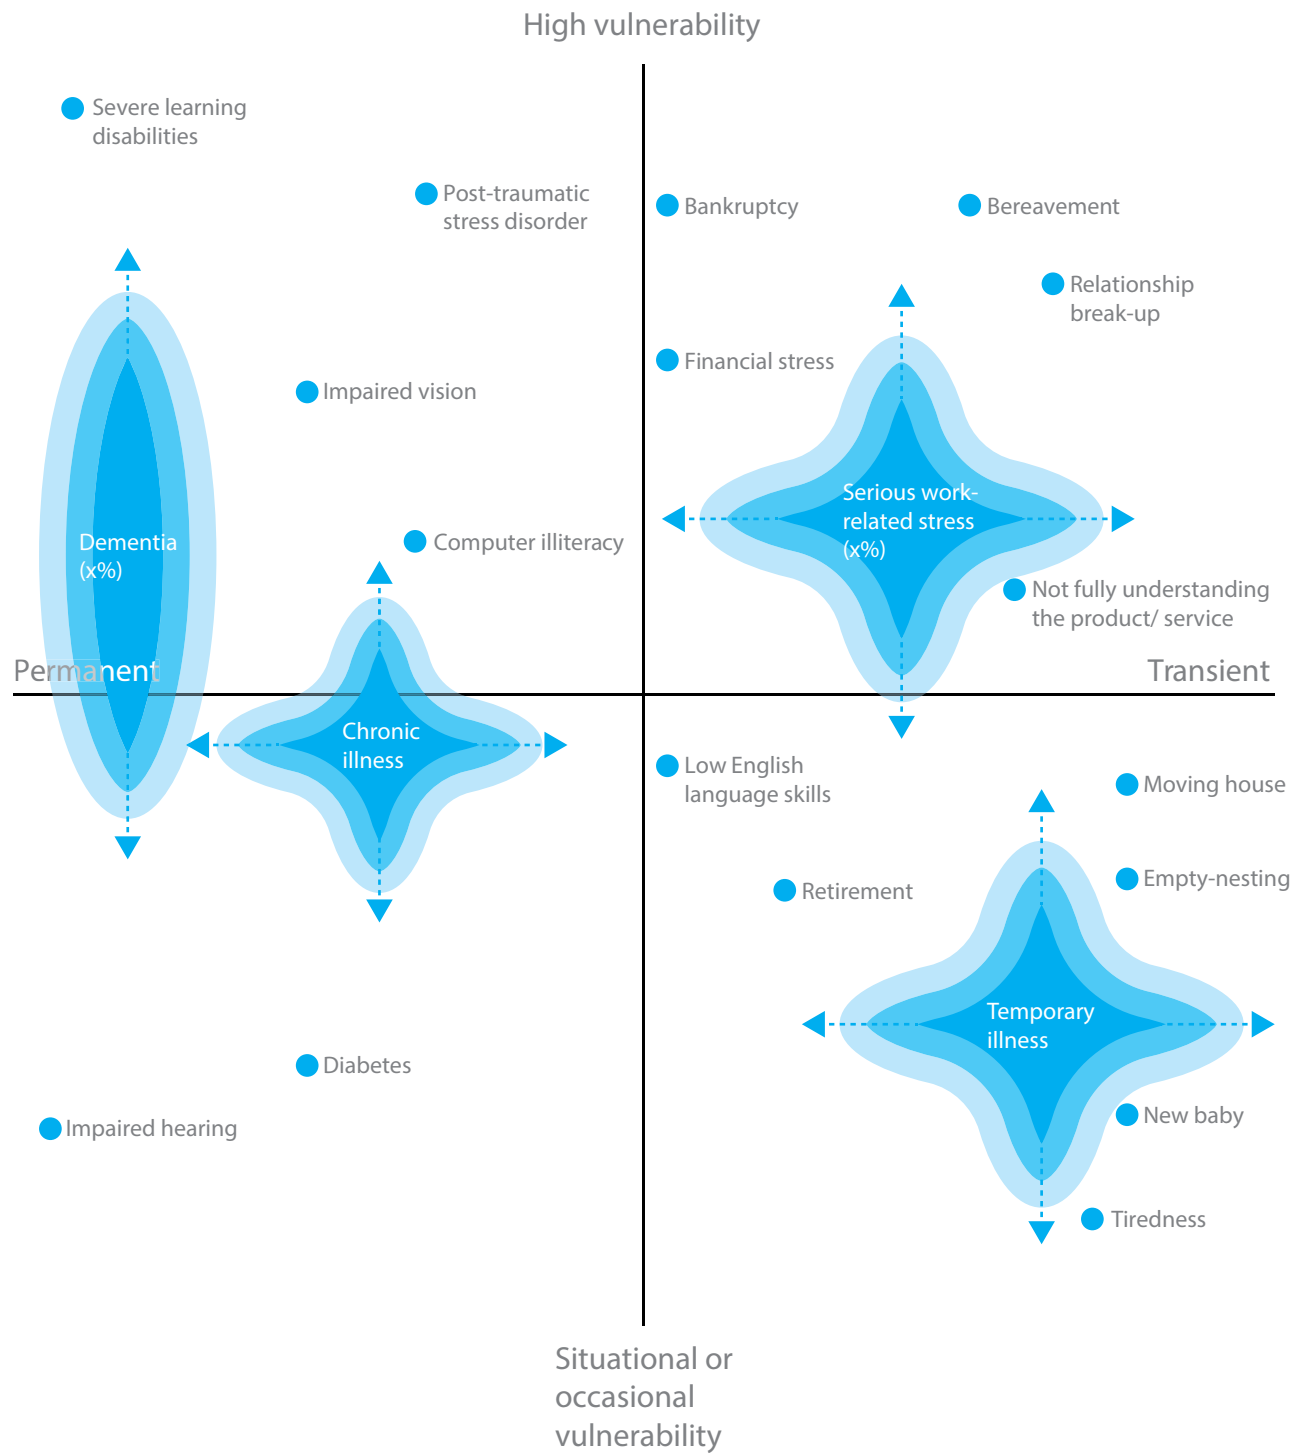 High vulnerability
Severe learning
disabilities
Post-traumatic
stress disorder
Bankruptcy
Bereavement
Relationship
break-up
Financial stress
Impaired vision
Serious work-
related stress
(x%)
Computer illiteracy
Dementia
(x%)
Not fully understanding
the product/ service
Permanent
Transient
Chronic
illness
Low English
language skills
Moving house
Empty-nesting
Retirement
Temporary
illness
Diabetes
Impaired hearing
New baby
Tiredness
Situational or
occasional
vulnerability